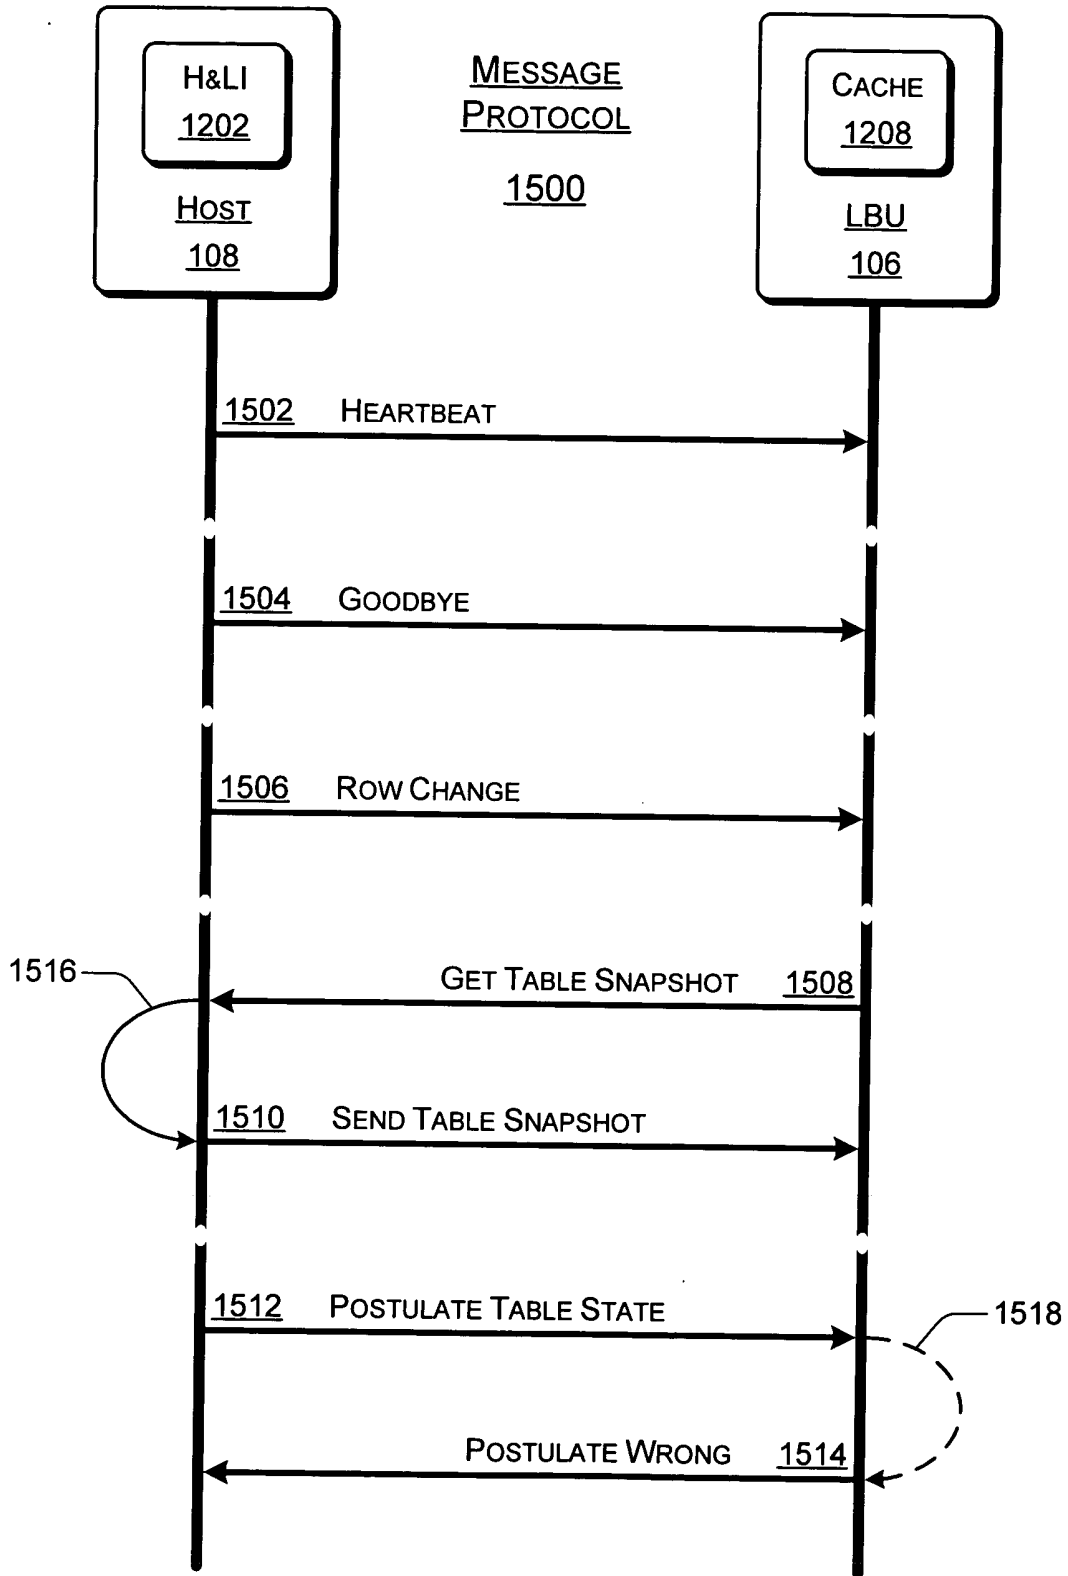 H&LI
1202
HOST
108
MESSAGE
PROTOCOL
1500
CACHE
1208
LBU
106
1502 HEARTBEAT
1504 GOODBYE
1506 ROW CHANGE
1516
GET TABLE SNAPSHOT 1508
1510 SEND TABLE SNAPSHOT
1512 POSTULATE TABLE STATE
1518
POSTULATE WRONG 1514